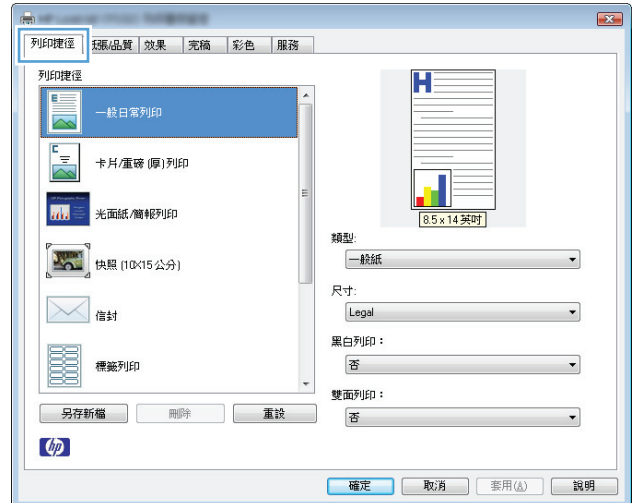 列印捷徑 紙張/品質 效果 完稿 彩色 服務
列印捷徑
一般日常列印
卡片/重磅 (厚)列印
光面紙/簡報列印
快照 (10X15 公分)
信封
標籤列印
另存新檔 刪除 重設
hp
H
8.5 x 14 英吋
類型:
一般紙
尺寸:
Legal
黑白列印：
否
雙面列印：
否
確定 取消 套用(A) 說明